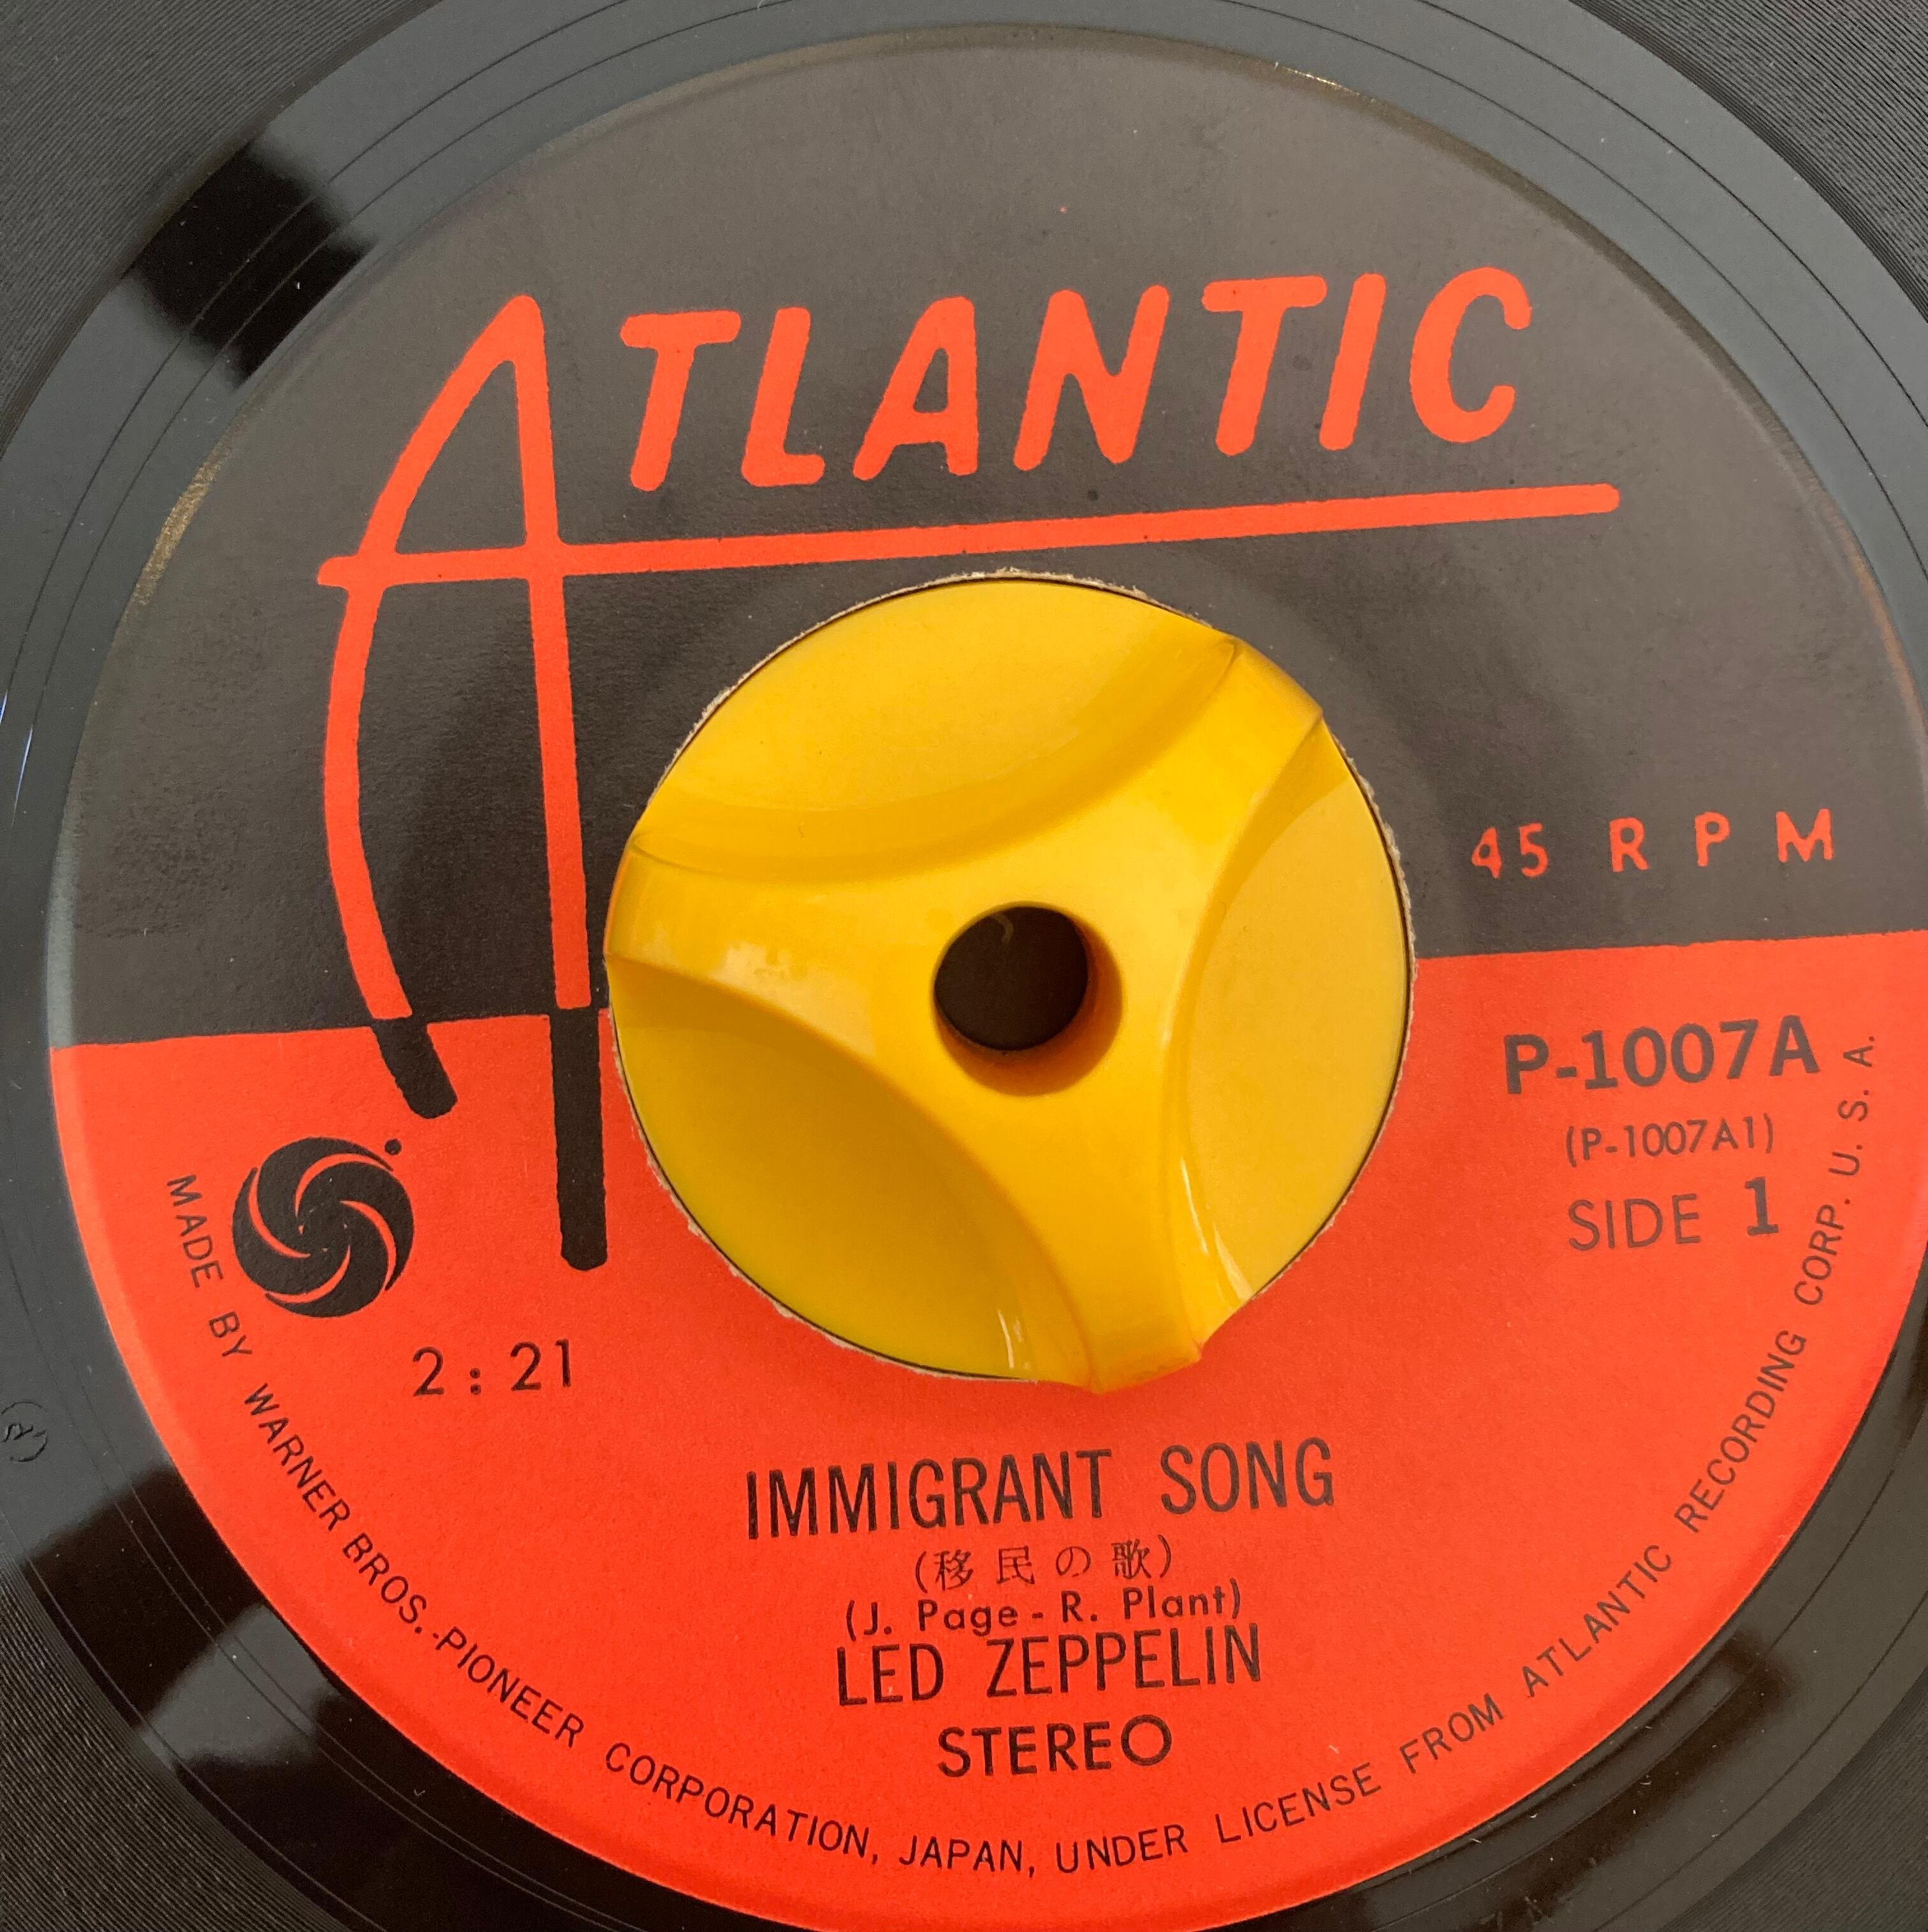 ATLANTIC
45 RPM
P-1007A
(P-1007A1)
SIDE 1
2:21
IMMIGRANT SONG
(移民の歌)
(J. Page - R. Plant)
LED ZEPPELIN
STEREO
MADE BY WARNER BROS.-PIONEER CORPORATION, JAPAN, UNDER LICENSE FROM ATLANTIC RECORDING CORP. U. S. A.